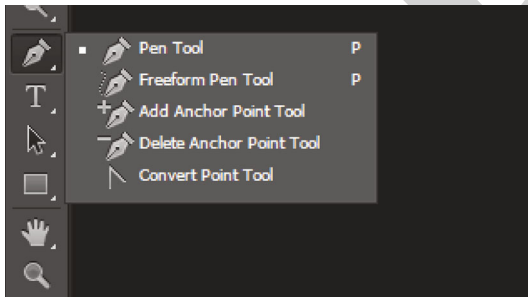 Pen Tool P
Freeform Pen Tool P
Add Anchor Point Tool
Delete Anchor Point Tool
T
Convert Point Tool